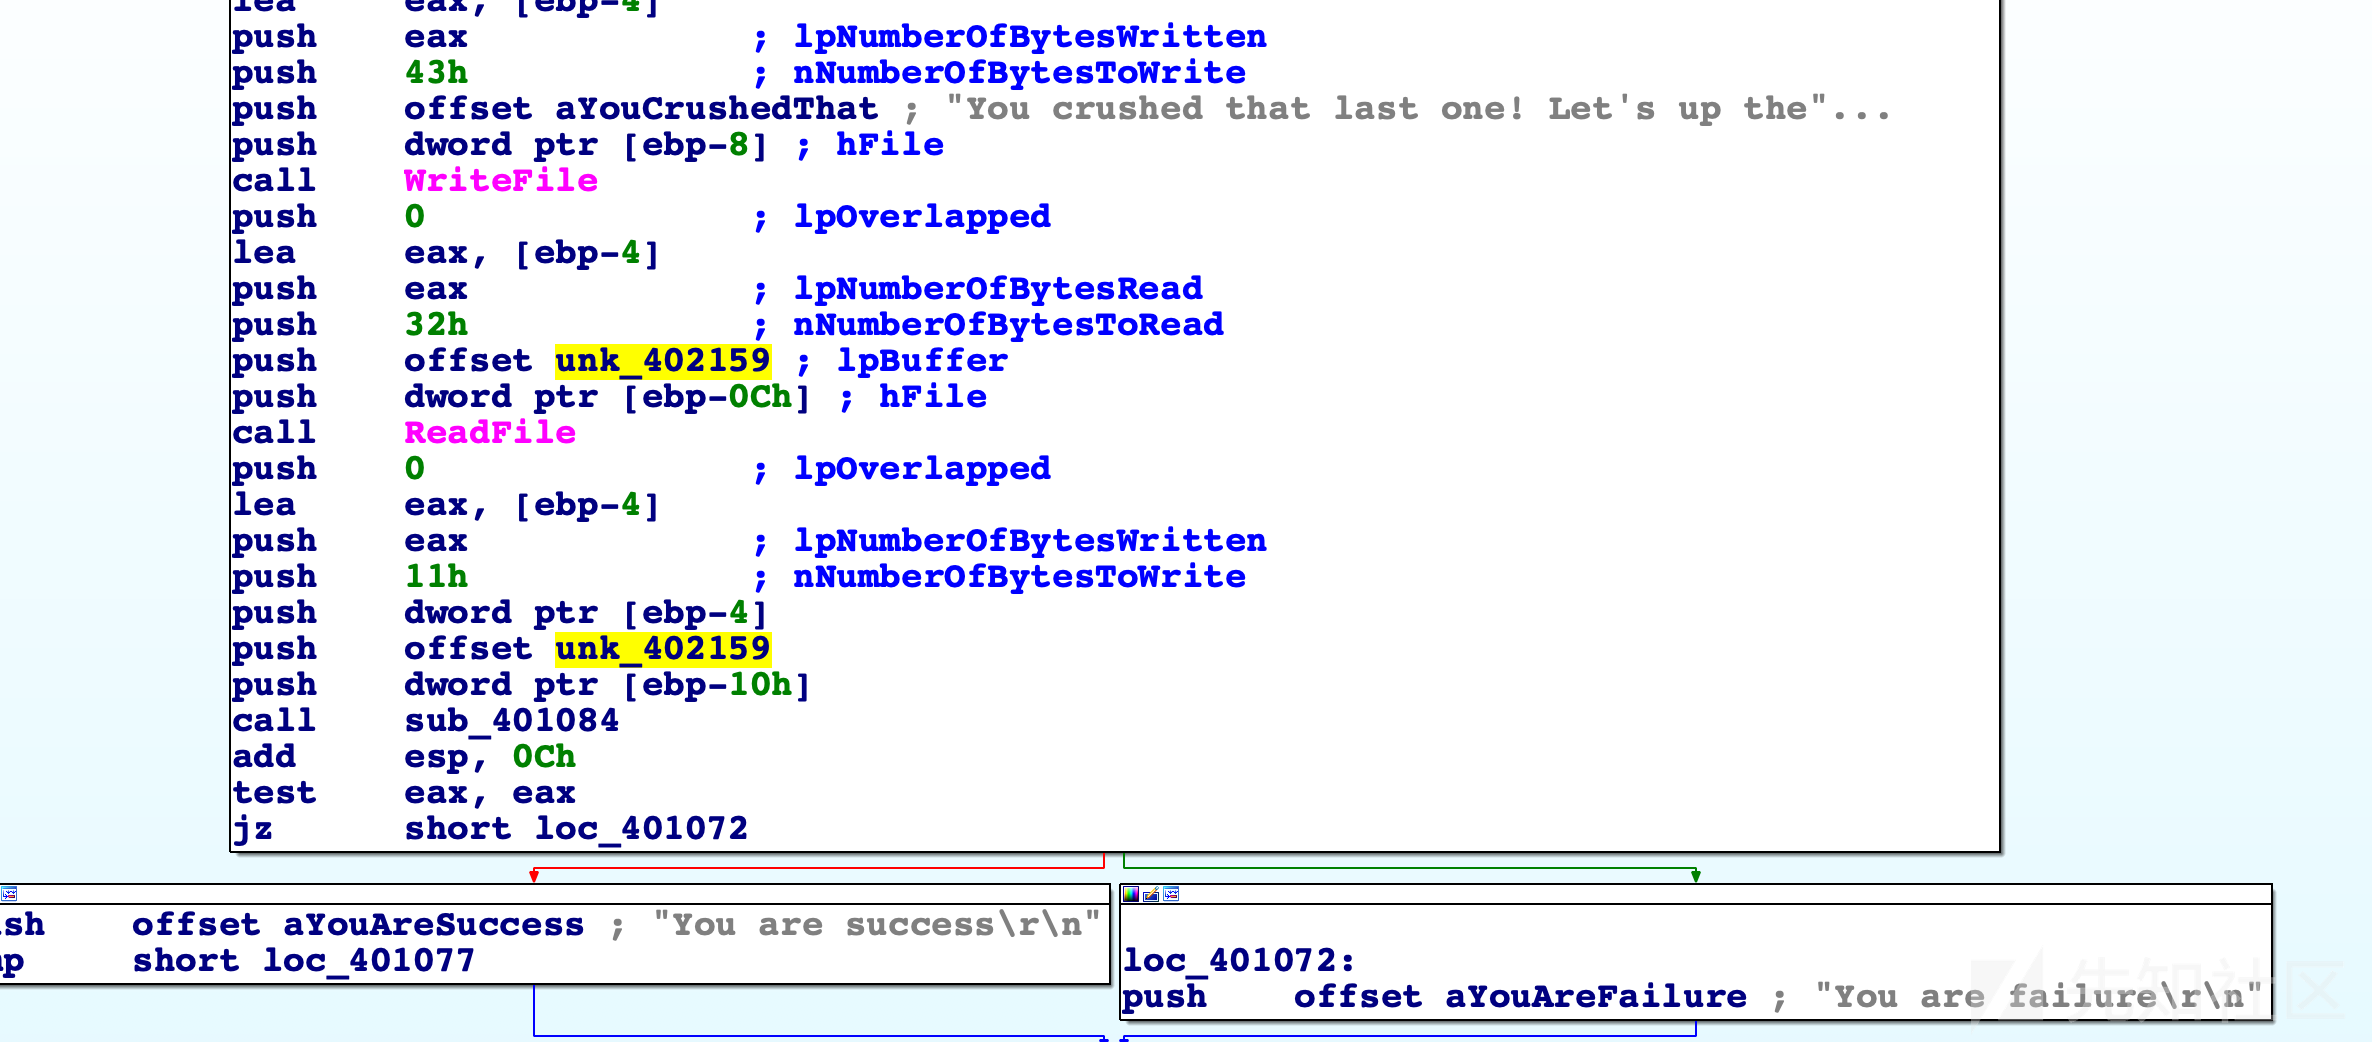 lea eax, [ebp-4]
push eax ; lpNumberOfBytesWritten
push 43h ; nNumberOfBytesToWrite
push offset aYouCrushedThat ; "You crushed that last one! Let's up the"...
push dword ptr [ebp-8] ; hFile
call WriteFile
push 0 ; lpOverlapped
lea eax, [ebp-4]
push eax ; lpNumberOfBytesRead
push 32h ; nNumberOfBytesToRead
push offset unk_402159 ; lpBuffer
push dword ptr [ebp-0Ch] ; hFile
call ReadFile
push 0 ; lpOverlapped
lea eax, [ebp-4]
push eax ; lpNumberOfBytesWritten
push 11h ; nNumberOfBytesToWrite
push dword ptr [ebp-4]
push offset unk_402159
push dword ptr [ebp-10h]
call sub_401084
add esp, 0Ch
test eax, eax
jz short loc_401072
sh offset aYouAreSuccess ; "You are success\r\n"
p short loc_401077
loc_401072:
push offset aYouAreFailure ; "You are failure\r\n"
先知社区